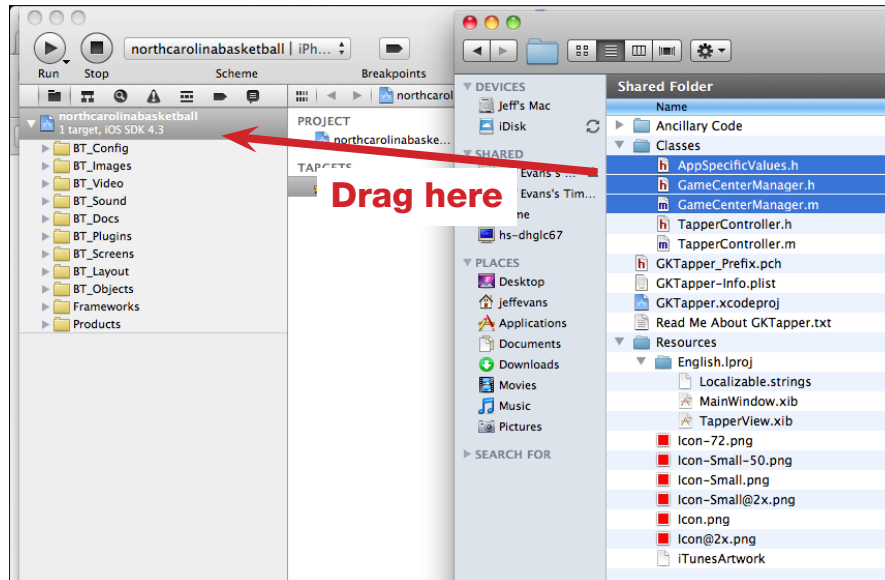 northcarolinabasketball | iPh...
Run Stop Scheme Breakpoints
northcarol
northcarolinabasketball
1 target, iOS SDK 4.3
BT_Config
BT_Images
BT_Video
BT_Sound
BT_Docs
BT_Plugins
BT_Screens
BT_Layout
BT_Objects
Frameworks
Products
PROJECT
northcarolinabaske...
TARGETS
Drag here
DEVICES
Jeff's Mac
iDisk
SHARED
Evans's ...
Evans's Tim...
hs-dhglc67
PLACES
Desktop
jeffevans
Applications
Documents
Downloads
Movies
Music
Pictures
SEARCH FOR
Shared Folder
Name
Ancillary Code
Classes
h AppSpecificValues.h
h GameCenterManager.h
m GameCenterManager.m
h TapperController.h
m TapperController.m
h GKTapper_Prefix.pch
GKTapper-Info.plist
GKTapper.xcodeproj
Read Me About GKTapper.txt
Resources
English.lproj
Localizable.strings
MainWindow.xib
TapperView.xib
Icon-72.png
Icon-Small-50.png
Icon-Small.png
Icon-Small@2x.png
Icon.png
Icon@2x.png
iTunesArtwork